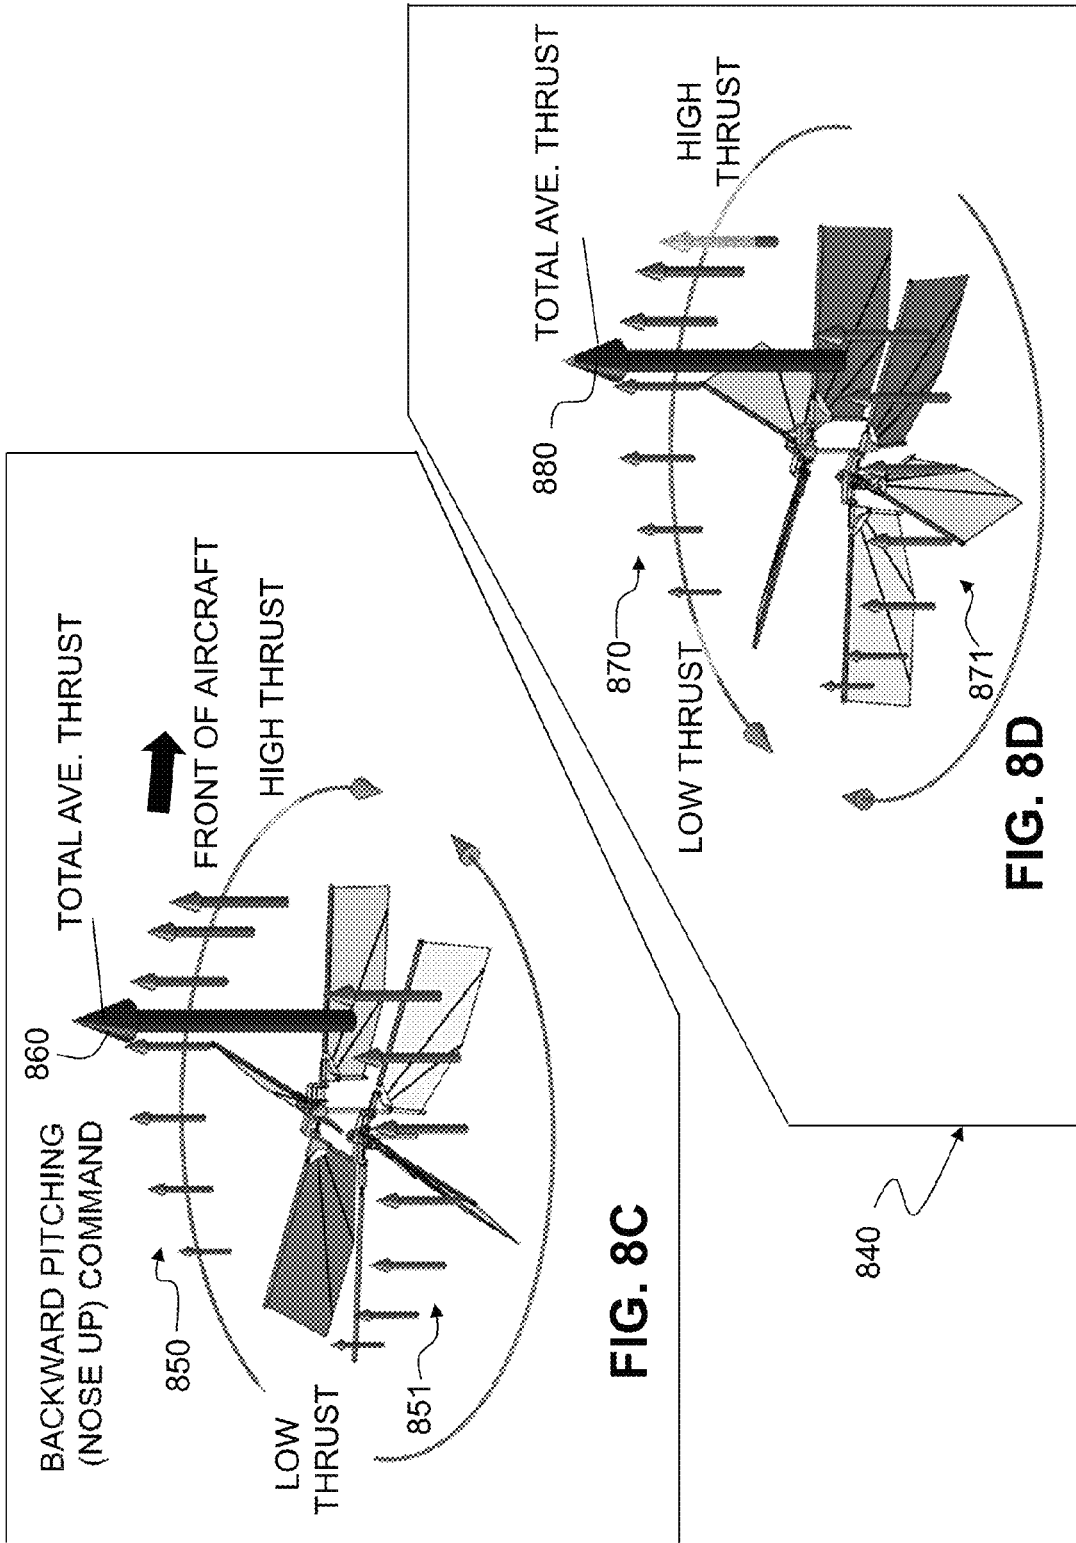 BACKWARD PITCHING
(NOSE UP) COMMAND
860
TOTAL AVE. THRUST
FRONT OF AIRCRAFT
HIGH THRUST
850
LOW
THRUST
851
FIG. 8C
880
TOTAL AVE. THRUST
HIGH
THRUST
870
LOW THRUST
871
FIG. 8D
840